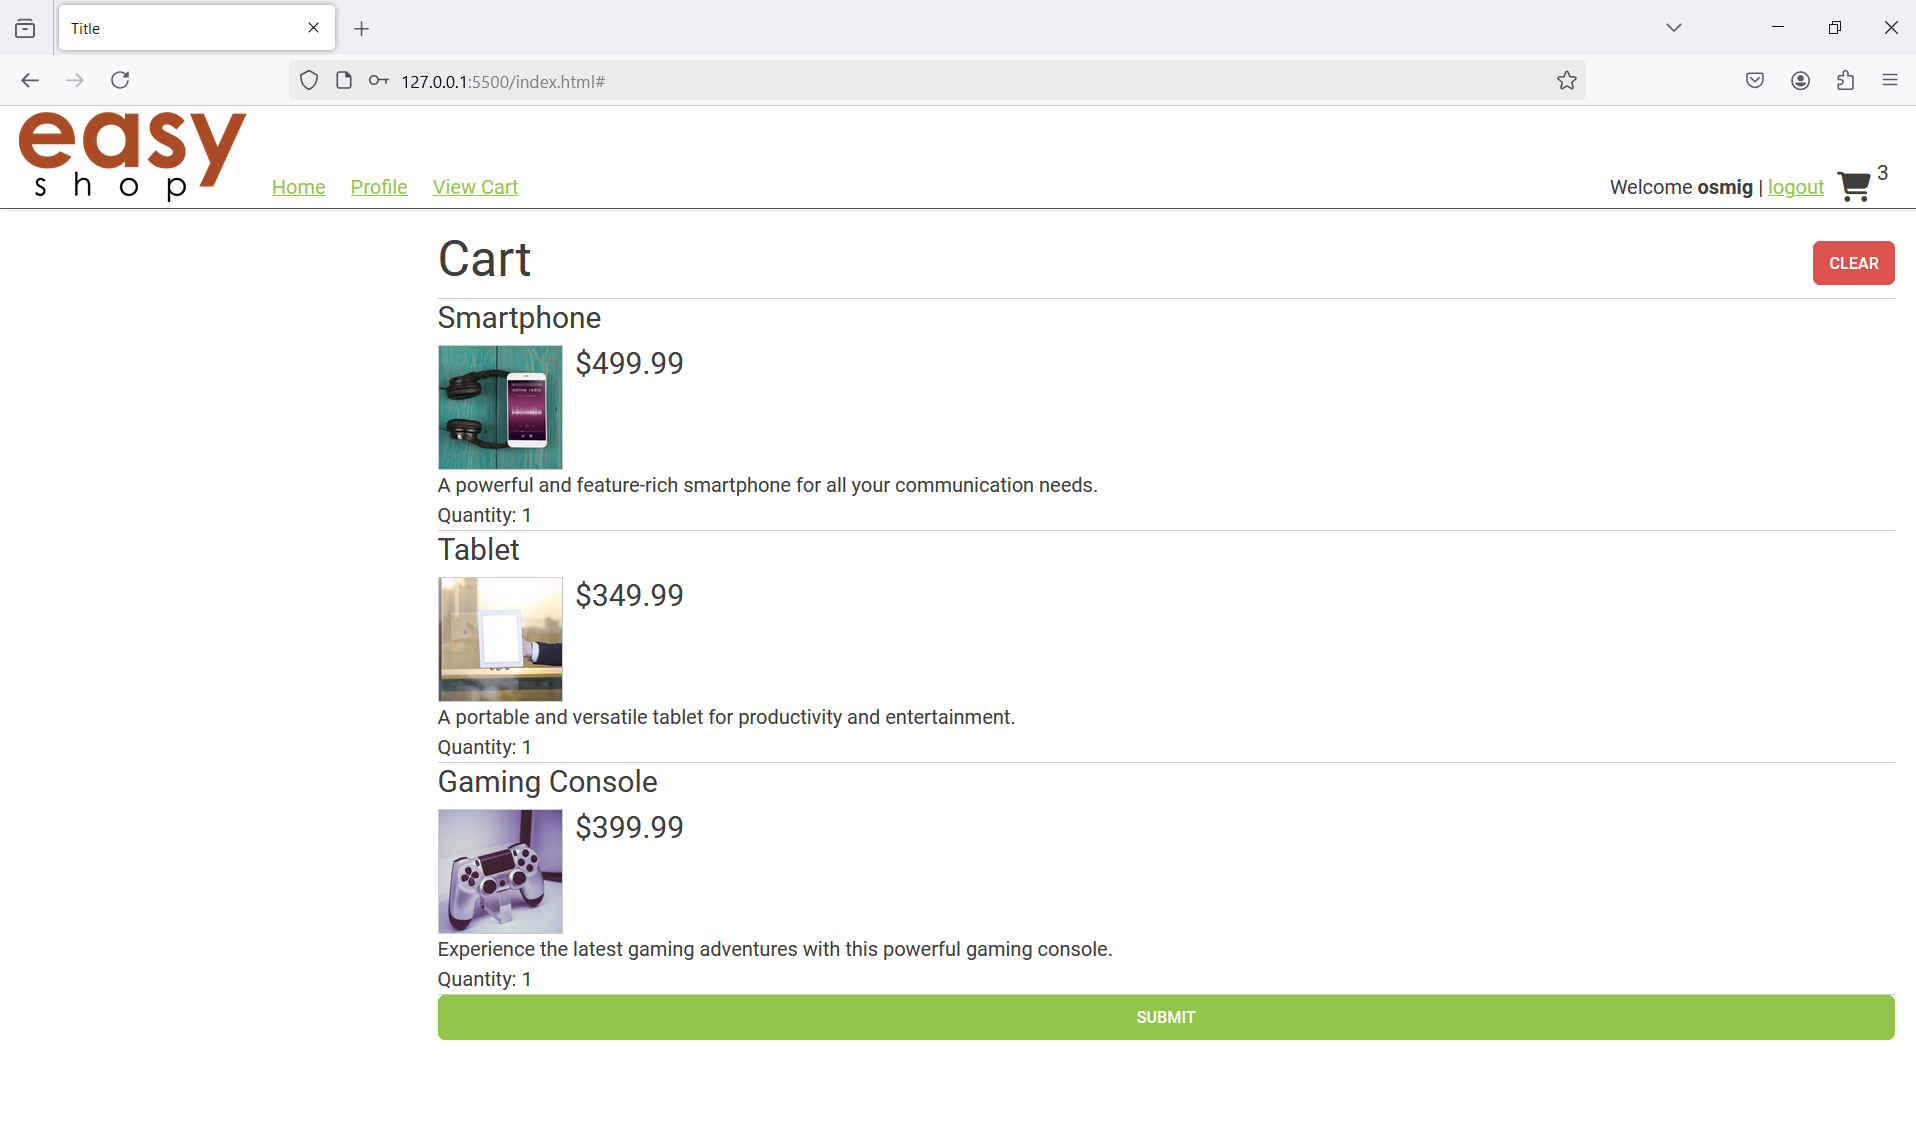 Title
127.0.0.1:5500/index.html#
easy
shop
Home Profile View Cart
Welcome osmig | logout 3
Cart
CLEAR
Smartphone
$499.99
online radio
A powerful and feature-rich smartphone for all your communication needs.
Quantity: 1
Tablet
$349.99
A portable and versatile tablet for productivity and entertainment.
Quantity: 1
Gaming Console
$399.99
Experience the latest gaming adventures with this powerful gaming console.
Quantity: 1
SUBMIT